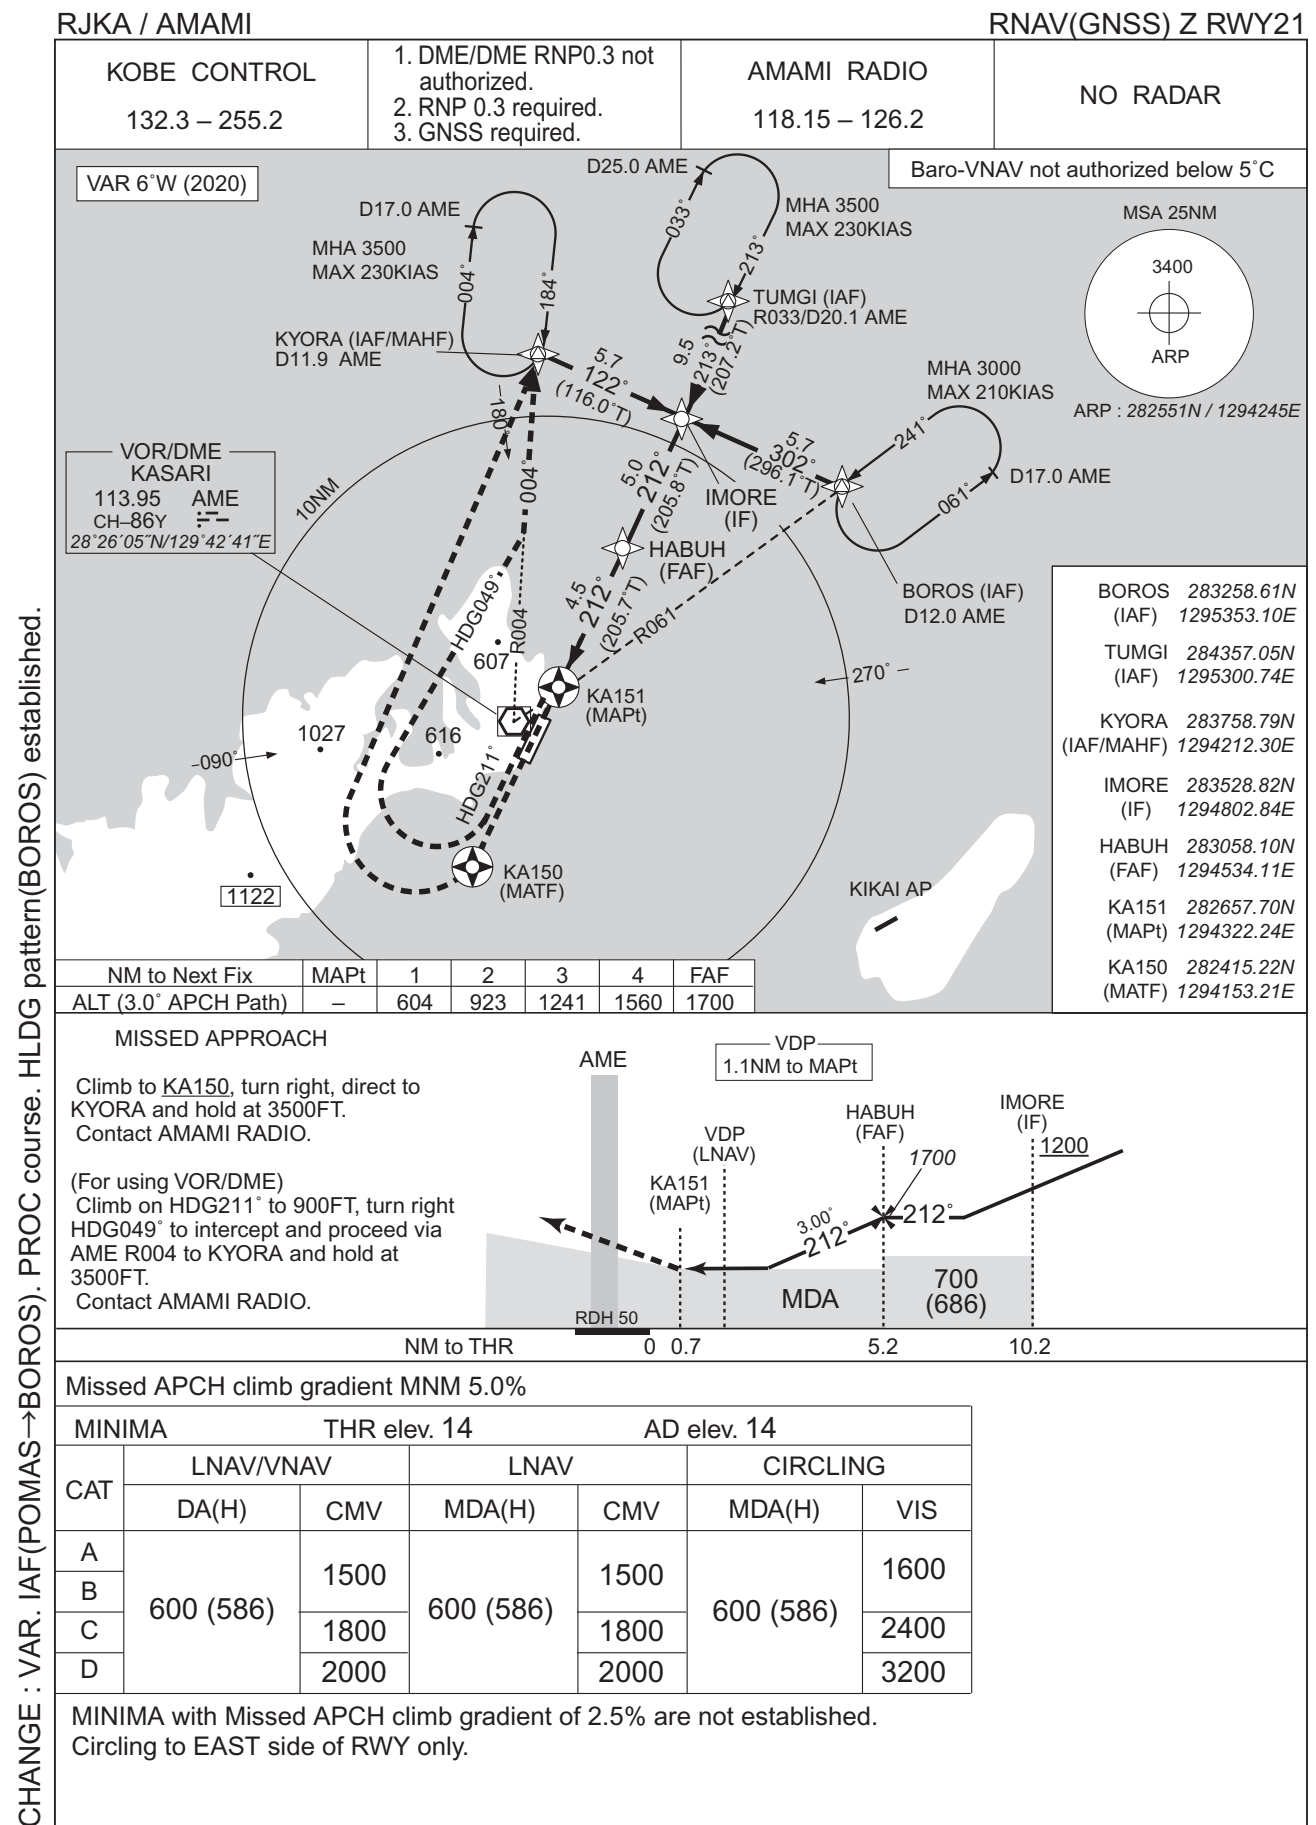 RJKA / AMAMI
RNAV(GNSS) Z RWY21
KOBE CONTROL
132.3 – 255.2
1. DME/DME RNP0.3 not
authorized.
2. RNP 0.3 required.
3. GNSS required.
AMAMI RADIO
118.15 – 126.2
NO RADAR
VAR 6˚W (2020)
Baro-VNAV not authorized below 5˚C
MSA 25NM
3400
ARP
ARP : 282551N / 1294245E
D17.0 AME
MHA 3500
MAX 230KIAS
004˚
184˚
KYORA (IAF/MAHF)
D11.9 AME
D25.0 AME
033˚
213˚
MHA 3500
MAX 230KIAS
TUMGI (IAF)
R033/D20.1 AME
9.5
213˚
(207.2˚T)
5.7
122˚
(116.0˚T)
MHA 3000
MAX 210KIAS
241˚
061˚
D17.0 AME
5.7
302˚
(296.1˚T)
IMORE
(IF)
–180˚
004˚
5.0
212˚
(205.8˚T)
HABUH
(FAF)
VOR/DME
KASARI
113.95 AME
CH–86Y
28˚26´05˝N/129˚42´41˝E
10NM
BOROS (IAF)
D12.0 AME
4.5
212˚
(205.7˚T)
R061
HDG049˚
R004
607
KA151
(MAPt)
270˚ –
1027
616
–090˚
HDG211˚
KA150
(MATF)
1122
KIKAI AP
BOROS 283258.61N
(IAF) 1295353.10E
TUMGI 284357.05N
(IAF) 1295300.74E
KYORA 283758.79N
(IAF/MAHF) 1294212.30E
IMORE 283528.82N
(IF) 1294802.84E
HABUH 283058.10N
(FAF) 1294534.11E
KA151 282657.70N
(MAPt) 1294322.24E
KA150 282415.22N
(MATF) 1294153.21E
NM to Next Fix MAPt 1 2 3 4 FAF
ALT (3.0˚ APCH Path) – 604 923 1241 1560 1700
MISSED APPROACH
Climb to KA150, turn right, direct to
KYORA and hold at 3500FT.
Contact AMAMI RADIO.
(For using VOR/DME)
Climb on HDG211˚ to 900FT, turn right
HDG049˚ to intercept and proceed via
AME R004 to KYORA and hold at
3500FT.
Contact AMAMI RADIO.
AME
VDP
1.1NM to MAPt
IMORE
(IF)
1200
HABUH
(FAF)
1700
VDP
(LNAV)
KA151
(MAPt)
3.00˚
212˚
212˚
MDA
700
(686)
RDH 50
NM to THR 0 0.7 5.2 10.2
Missed APCH climb gradient MNM 5.0%
MINIMA THR elev. 14 AD elev. 14
CAT LNAV/VNAV LNAV CIRCLING
DA(H) CMV MDA(H) CMV MDA(H) VIS
A
1500 1500 1600
B
600 (586) 600 (586) 600 (586)
C 1800 1800 2400
D 2000 2000 3200
MINIMA with Missed APCH climb gradient of 2.5% are not established.
Circling to EAST side of RWY only.
CHANGE : VAR. IAF(POMAS→BOROS). PROC course. HLDG pattern(BOROS) established.